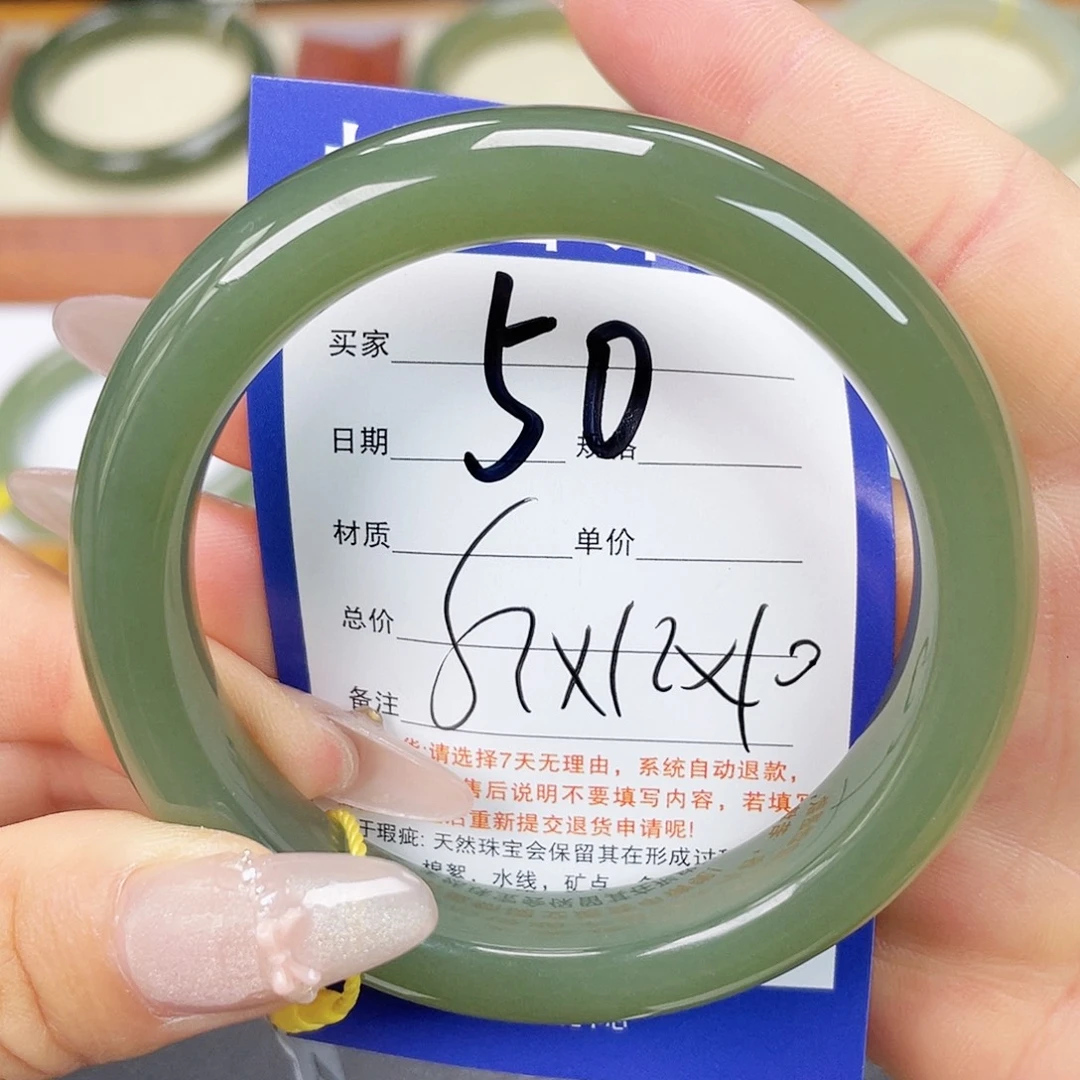 50
买家
日期 规格
材质 单价
总价
57X12X10
备注
货:请选择7天无理由，系统自动退款，
售后说明不要填写内容，若填写
后重新提交退货申请呢!
于瑕疵: 天然珠宝会保留其在形成过
棉絮，水线，矿点，